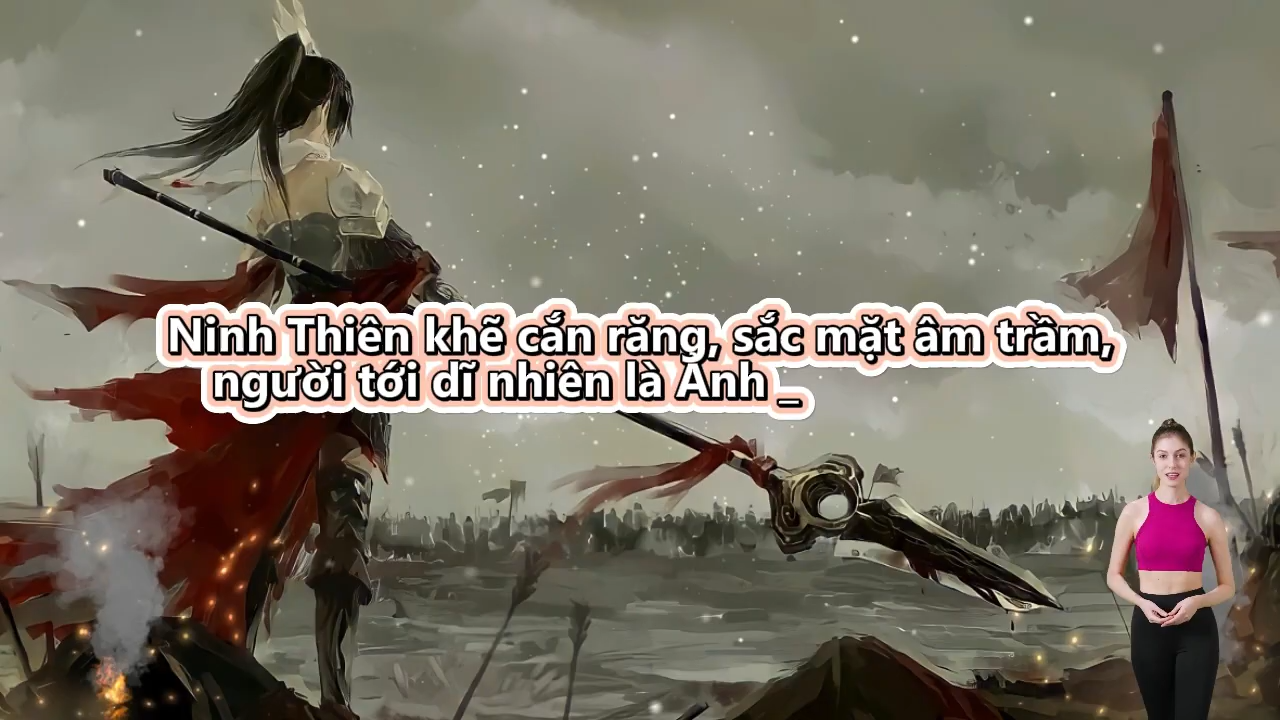 Ninh Thiên khẽ cắn răng, sắc mặt âm trầm,
người tới dĩ nhiên là Anh _